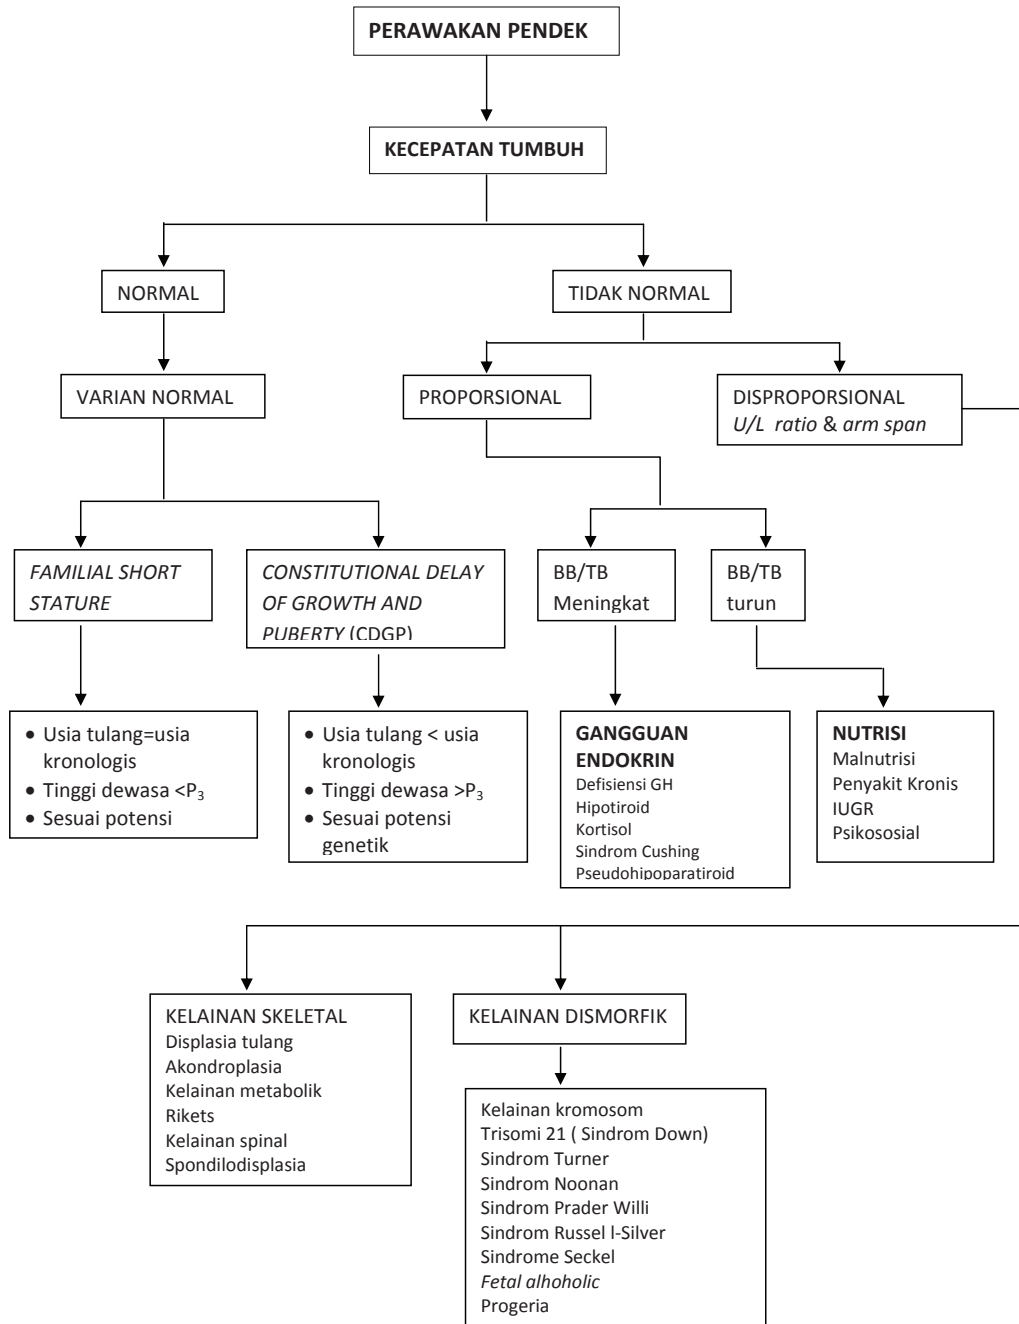 PERAWAKAN PENDEK
KECEPATAN TUMBUH
NORMAL
TIDAK NORMAL
VARIAN NORMAL
PROPORSIONAL
DISPROPORSIONAL
U/L ratio & arm span
FAMILIAL SHORT
STATURE
CONSTITUTIONAL DELAY
OF GROWTH AND
PUBERTY (CDGP)
BB/TB
Meningkat
BB/TB
turun
• Usia tulang=usia
kronologis
• Tinggi dewasa <P3
• Sesuai potensi
• Usia tulang < usia
kronologis
• Tinggi dewasa >P3
• Sesuai potensi
genetik
GANGGUAN
ENDOKRIN
Defisiensi GH
Hipotiroid
Kortisol
Sindrom Cushing
Pseudohipoparatiroid
NUTRISI
Malnutrisi
Penyakit Kronis
IUGR
Psikososial
KELAINAN SKELETAL
Displasia tulang
Akondroplasia
Kelainan metabolik
Rikets
Kelainan spinal
Spondilodisplasia
KELAINAN DISMORFIK
Kelainan kromosom
Trisomi 21 ( Sindrom Down)
Sindrom Turner
Sindrom Noonan
Sindrom Prader Willi
Sindrom Russel l-Silver
Sindrome Seckel
Fetal alhoholic
Progeria